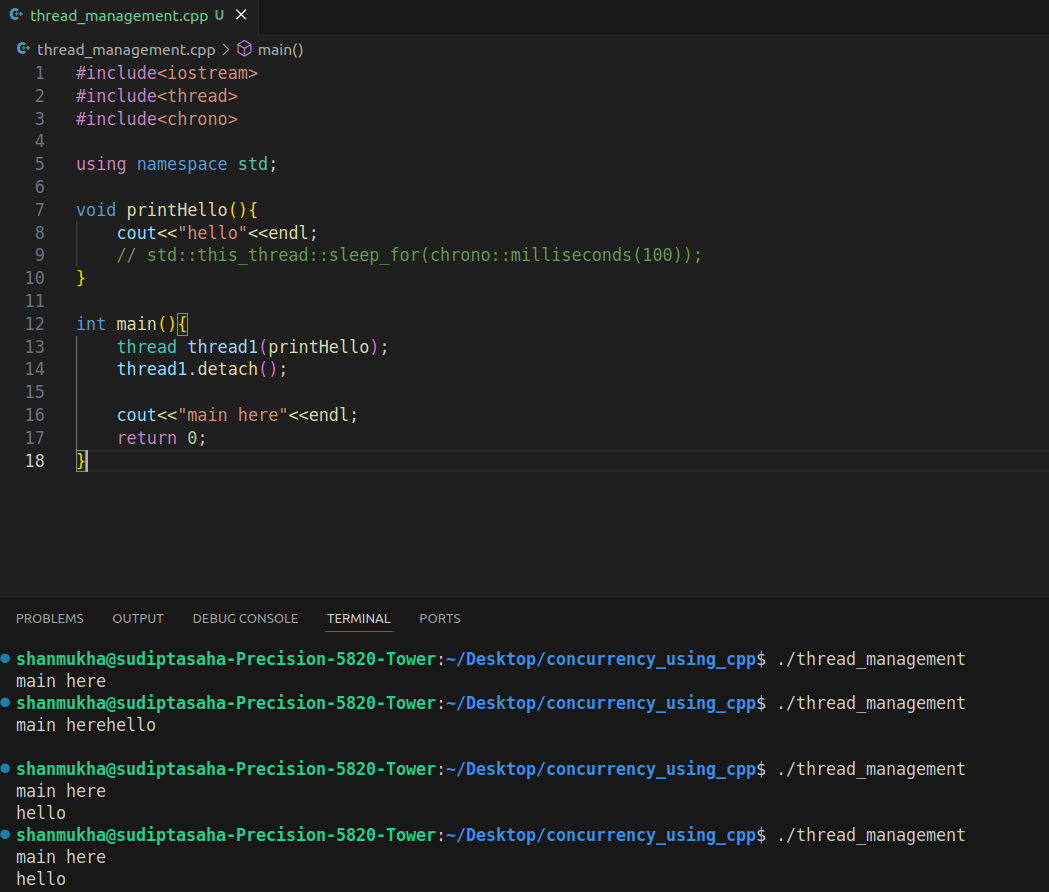 thread_management.cpp U ×
thread_management.cpp > main()
1 #include<iostream>
2 #include<thread>
3 #include<chrono>
4
5 using namespace std;
6
7 void printHello(){
8     cout<<"hello"<<endl;
9     // std::this_thread::sleep_for(chrono::milliseconds(100));
10 }
11
12 int main(){
13     thread thread1(printHello);
14     thread1.detach();
15
16     cout<<"main here"<<endl;
17     return 0;
18 }
PROBLEMS OUTPUT DEBUG CONSOLE TERMINAL PORTS
shanmukha@sudiptasaha-Precision-5820-Tower:~/Desktop/concurrency_using_cpp$ ./thread_management
main here
shanmukha@sudiptasaha-Precision-5820-Tower:~/Desktop/concurrency_using_cpp$ ./thread_management
main herehello

shanmukha@sudiptasaha-Precision-5820-Tower:~/Desktop/concurrency_using_cpp$ ./thread_management
main here
hello
shanmukha@sudiptasaha-Precision-5820-Tower:~/Desktop/concurrency_using_cpp$ ./thread_management
main here
hello